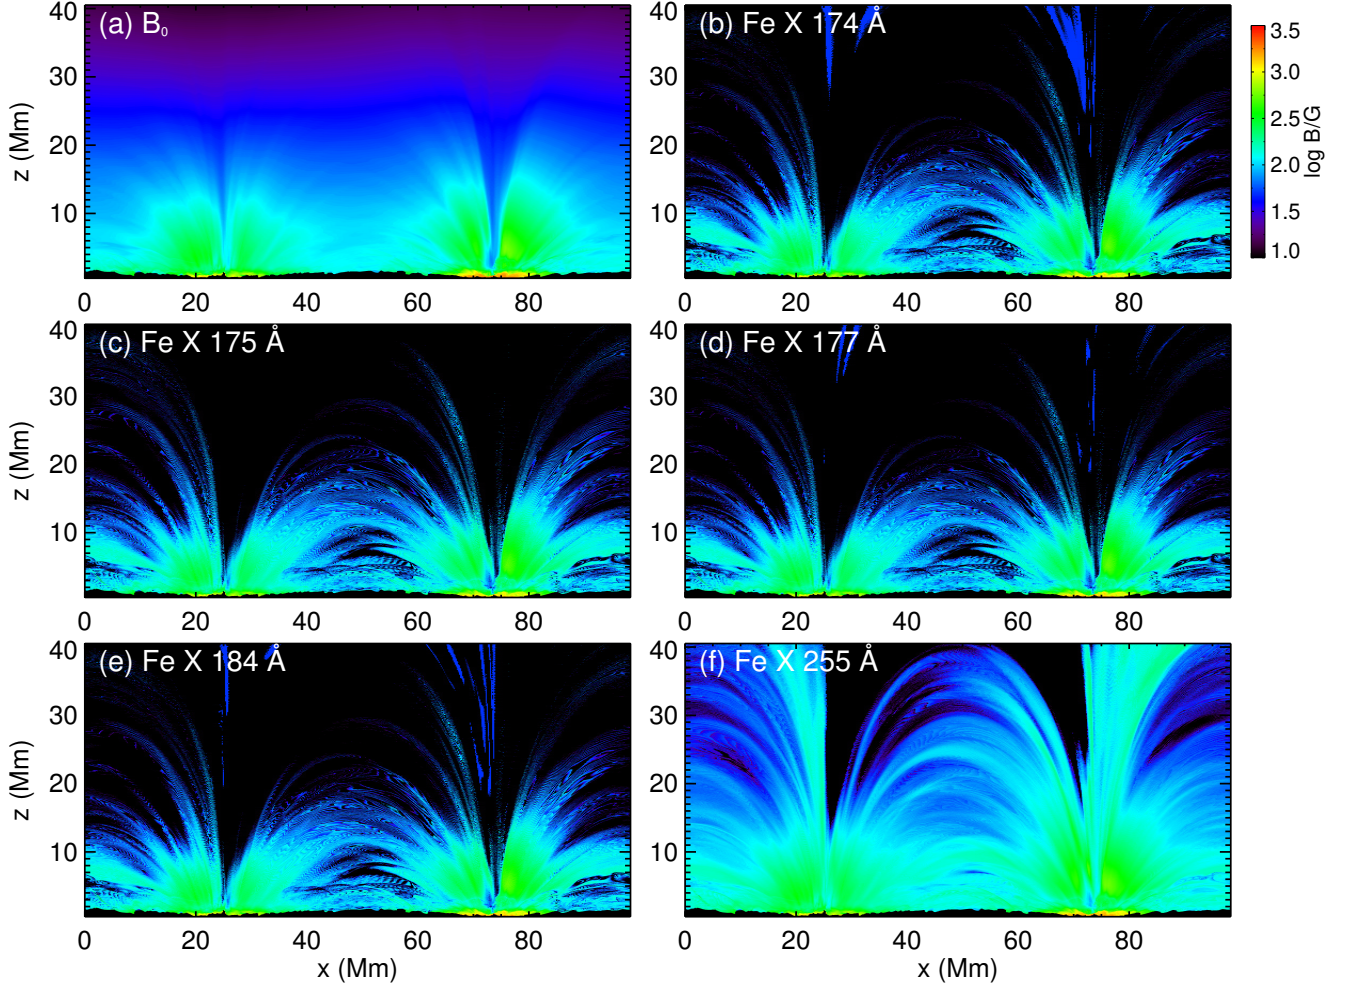 (a) B₀
(b) Fe X 174 Å
z (Mm)
40
30
20
10
0 20 40 60 80
40
30
20
10
0 20 40 60 80
3.5
3.0
2.5
2.0
1.5
1.0
log B/G
(c) Fe X 175 Å
(d) Fe X 177 Å
z (Mm)
40
30
20
10
0 20 40 60 80
40
30
20
10
0 20 40 60 80
(e) Fe X 184 Å
(f) Fe X 255 Å
z (Mm)
40
30
20
10
0 20 40 60 80
x (Mm)
40
30
20
10
0 20 40 60 80
x (Mm)